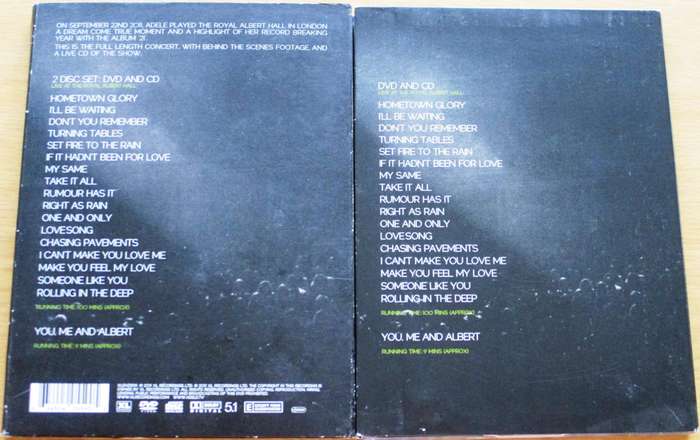 ON SEPTEMBER 22ND 2011, ADELE PLAYED THE ROYAL ALBERT HALL IN LONDON
A DREAM COME TRUE MOMENT AND A HIGHLIGHT OF HER RECORD BREAKING
YEAR WITH THE ALBUM '21'.
THIS IS THE FULL LENGTH CONCERT, WITH BEHIND THE SCENES FOOTAGE, AND
A LIVE CD OF THE SHOW.
2 DISC SET: DVD AND CD
LIVE AT THE ROYAL ALBERT HALL:
HOMETOWN GLORY
I'LL BE WAITING
DON'T YOU REMEMBER
TURNING TABLES
SET FIRE TO THE RAIN
IF IT HADN'T BEEN FOR LOVE
MY SAME
TAKE IT ALL
RUMOUR HAS IT
RIGHT AS RAIN
ONE AND ONLY
LOVESONG
CHASING PAVEMENTS
I CAN'T MAKE YOU LOVE ME
MAKE YOU FEEL MY LOVE
SOMEONE LIKE YOU
ROLLING IN THE DEEP
RUNNING TIME: 100 MINS (APPROX)
YOU, ME AND ALBERT
RUNNING TIME: 9 MINS (APPROX)
XL
DVD
DOLBY
DIGITAL
5.1
E
DVD AND CD
LIVE AT THE ROYAL ALBERT HALL:
HOMETOWN GLORY
I'LL BE WAITING
DON'T YOU REMEMBER
TURNING TABLES
SET FIRE TO THE RAIN
IF IT HADN'T BEEN FOR LOVE
MY SAME
TAKE IT ALL
RUMOUR HAS IT
RIGHT AS RAIN
ONE AND ONLY
LOVESONG
CHASING PAVEMENTS
I CAN'T MAKE YOU LOVE ME
MAKE YOU FEEL MY LOVE
SOMEONE LIKE YOU
ROLLING IN THE DEEP
RUNNING TIME: 100 MINS (APPROX)
YOU, ME AND ALBERT
RUNNING TIME: 9 MINS (APPROX)